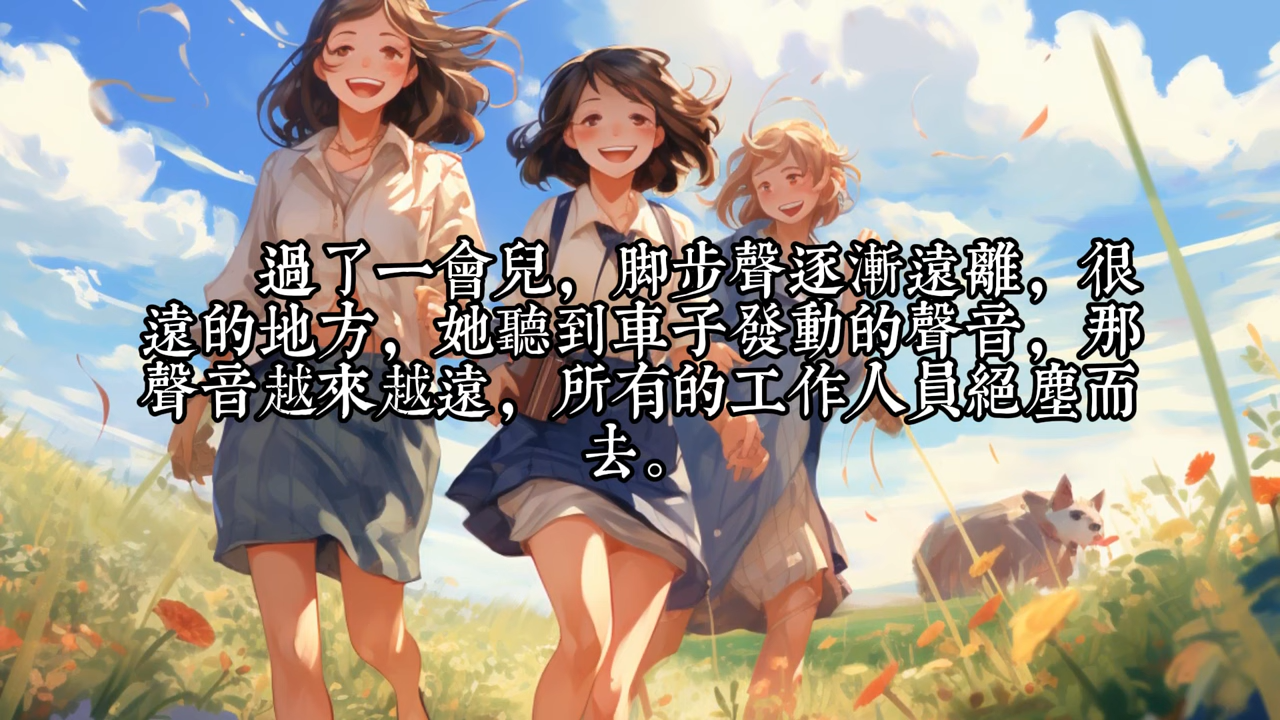 過了一會兒，脚步聲逐漸遠離，很
遠的地方，她聽到車子發動的聲音，那
聲音越來越遠，所有的工作人員絕塵而
去。